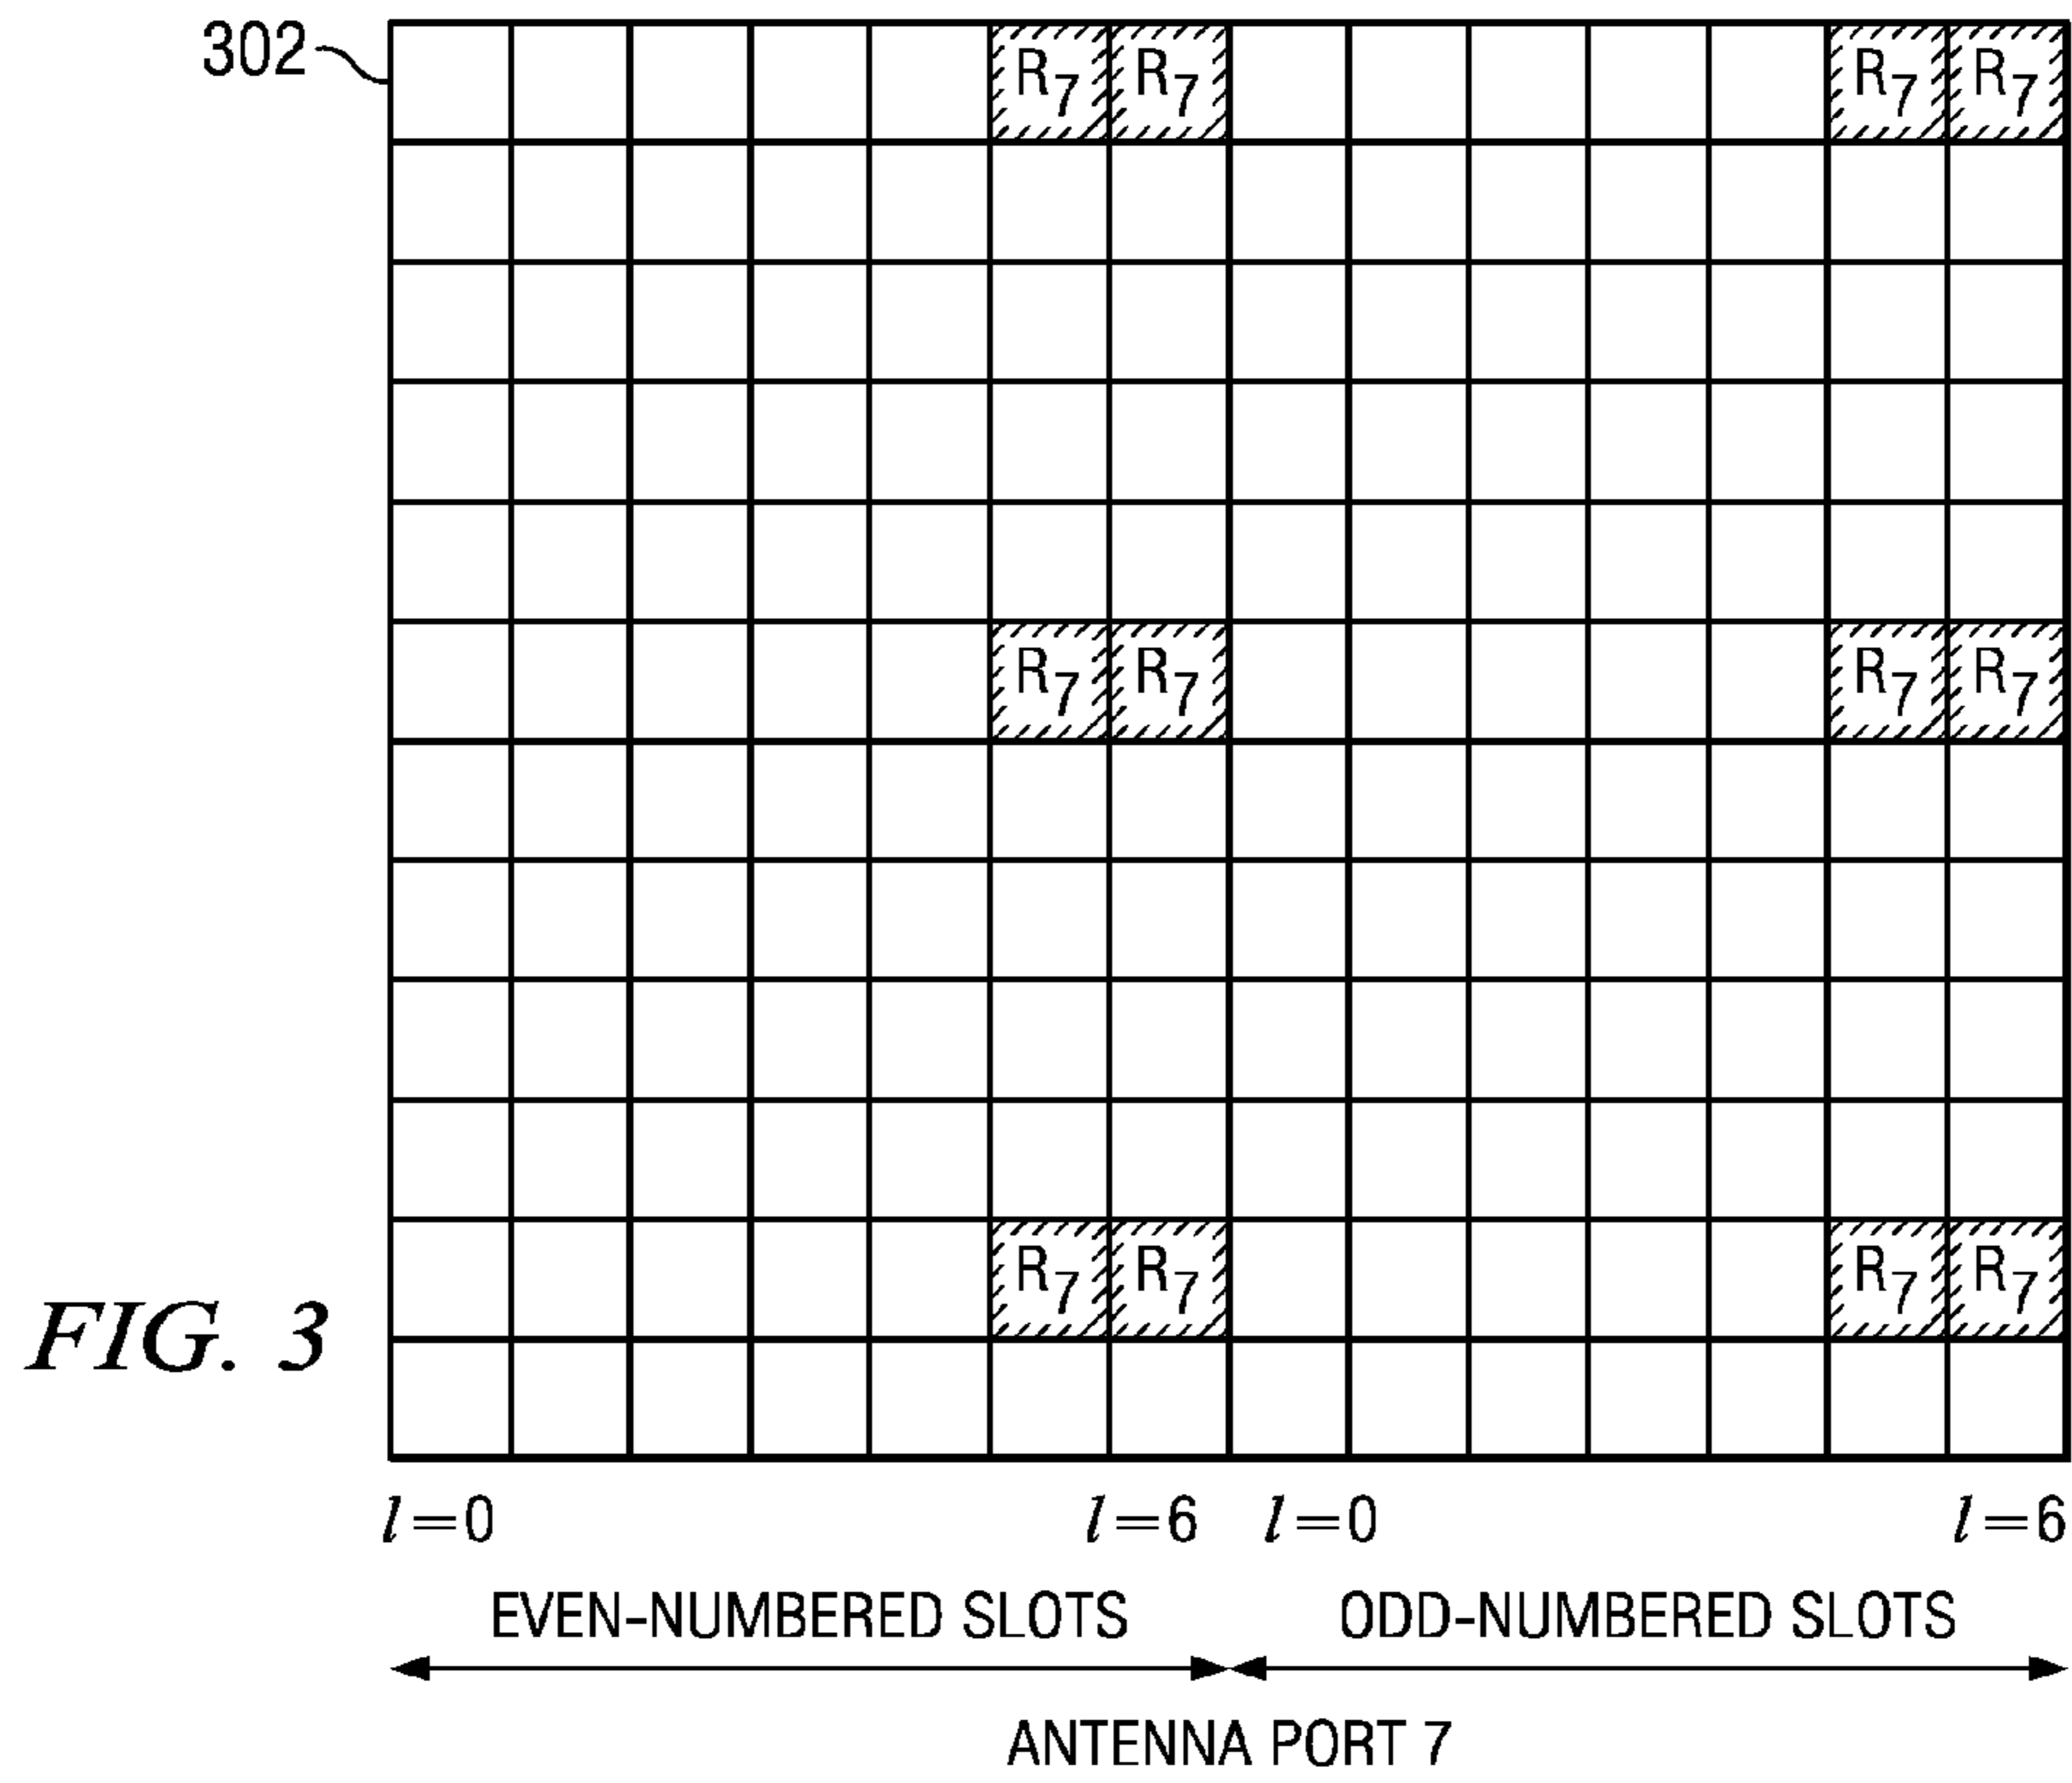 302
R7 R7 R7 R7
R7 R7 R7 R7
R7 R7 R7 R7
FIG. 3
l=0 l=6 l=0 l=6
EVEN-NUMBERED SLOTS ODD-NUMBERED SLOTS
ANTENNA PORT 7